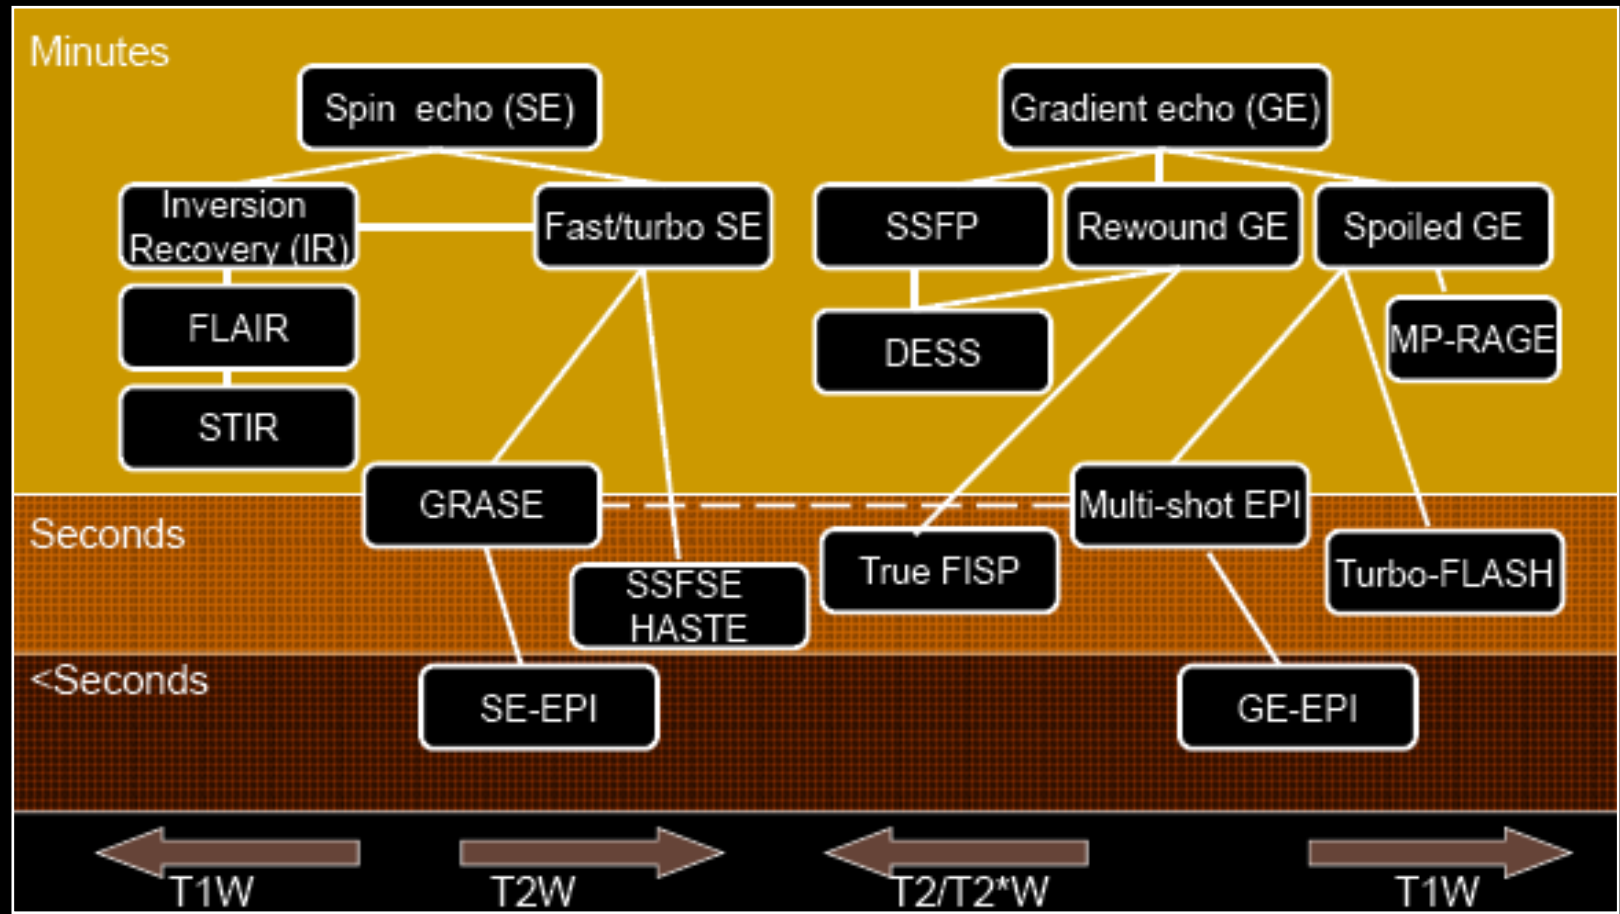 Minutes
Spin echo (SE)
Gradient echo (GE)
Inversion
Recovery (IR)
Fast/turbo SE
SSFP
Rewound GE
Spoiled GE
FLAIR
DESS
MP-RAGE
STIR
GRASE
Multi-shot EPI
Seconds
SSFSE
HASTE
True FISP
Turbo-FLASH
<Seconds
SE-EPI
GE-EPI
T1W
T2W
T2/T2*W
T1W